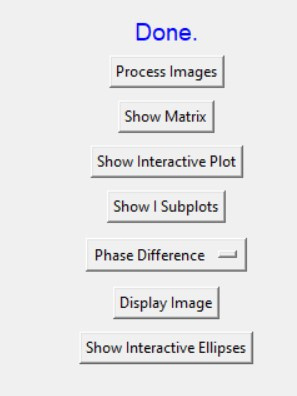 Done.
Process Images
Show Matrix
Show Interactive Plot
Show I Subplots
Phase Difference
Display Image
Show Interactive Ellipses